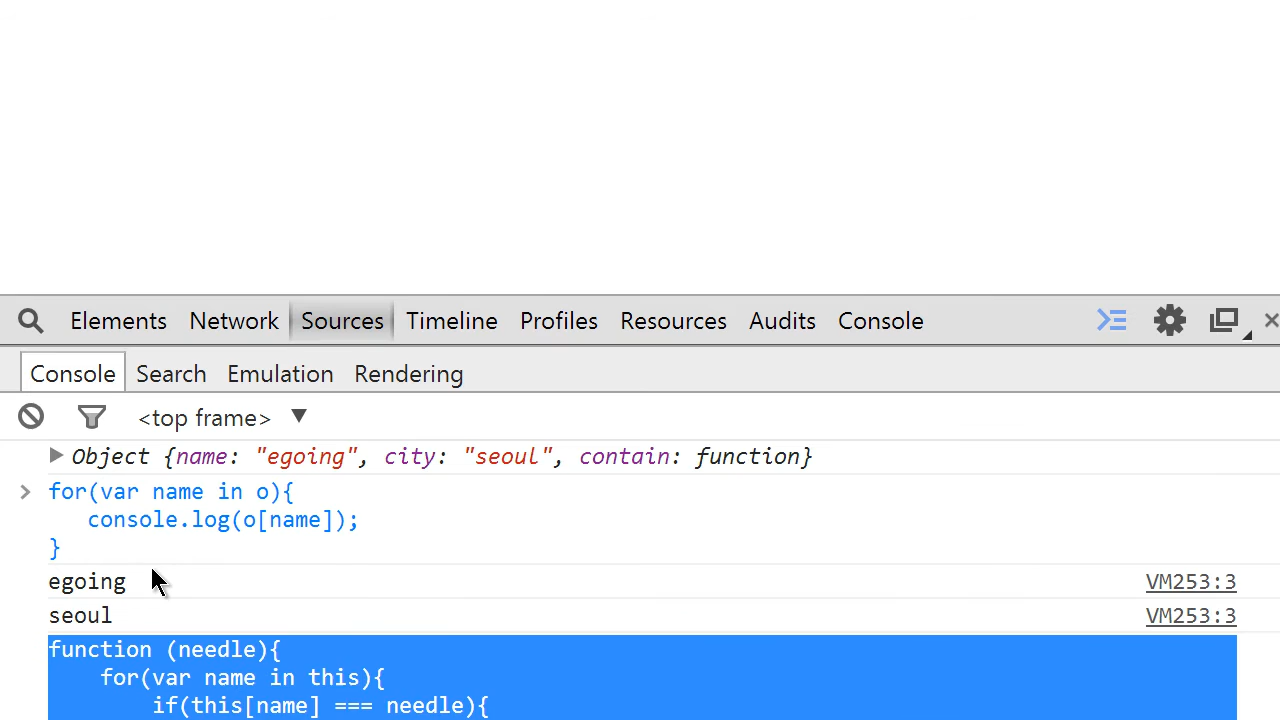 Elements Network Sources Timeline Profiles Resources Audits Console
Console Search Emulation Rendering
<top frame> ▼
Object {name: "egoing", city: "seoul", contain: function}
for(var name in o){
   console.log(o[name]);
}
egoing VM253:3
seoul VM253:3
function (needle){
    for(var name in this){
        if(this[name] === needle){